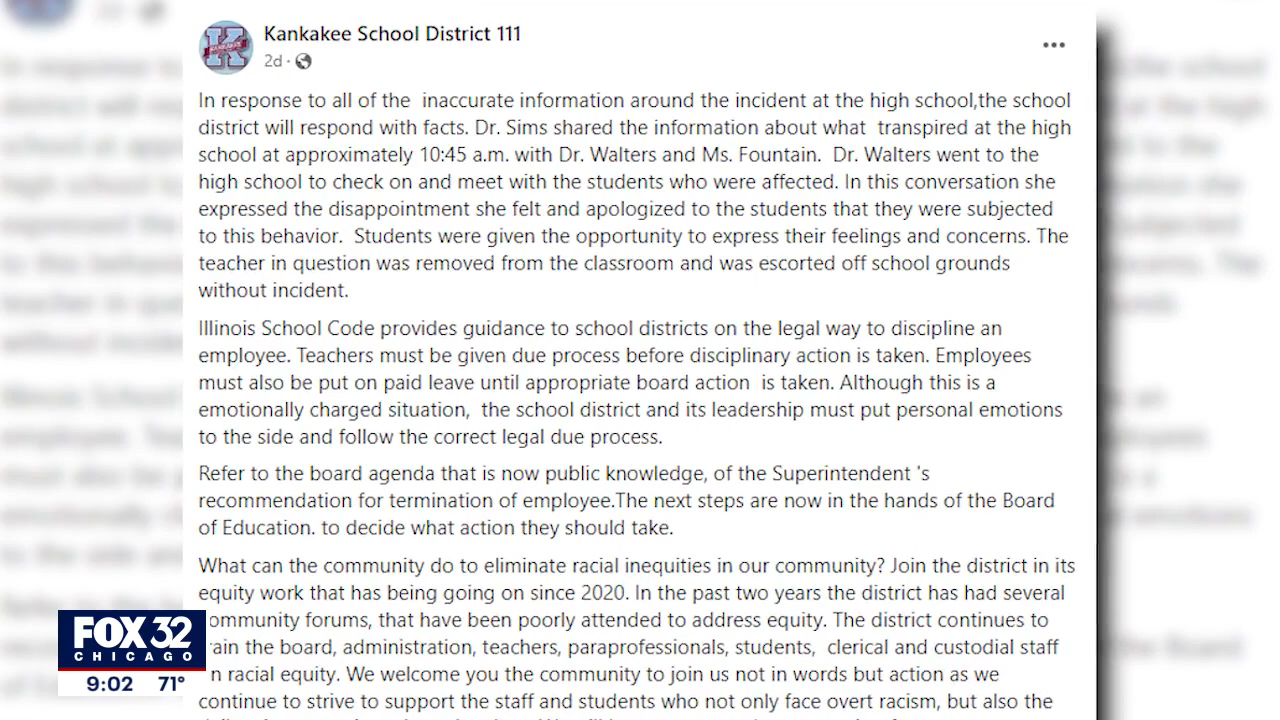 Kankakee School District 111
2d ·
In response to all of the  inaccurate information around the incident at the high school,the school
district will respond with facts. Dr. Sims shared the information about what  transpired at the high
school at approximately 10:45 a.m. with Dr. Walters and Ms. Fountain.  Dr. Walters went to the
high school to check on and meet with the students who were affected. In this conversation she
expressed the disappointment she felt and apologized to the students that they were subjected
to this behavior.  Students were given the opportunity to express their feelings and concerns. The
teacher in question was removed from the classroom and was escorted off school grounds
without incident.
Illinois School Code provides guidance to school districts on the legal way to discipline an
employee. Teachers must be given due process before disciplinary action is taken. Employees
must also be put on paid leave until appropriate board action  is taken. Although this is a
emotionally charged situation,  the school district and its leadership must put personal emotions
to the side and follow the correct legal due process.
Refer to the board agenda that is now public knowledge, of the Superintendent 's
recommendation for termination of employee.The next steps are now in the hands of the Board
of Education. to decide what action they should take.
What can the community do to eliminate racial inequities in our community? Join the district in its
equity work that has being going on since 2020. In the past two years the district has had several
ommunity forums, that have been poorly attended to address equity. The district continues to
rain the board, administration, teachers, paraprofessionals, students,  clerical and custodial staff
n racial equity. We welcome you the community to join us not in words but action as we
continue to strive to support the staff and students who not only face overt racism, but also the
FOX 32
CHICAGO
9:02 71°